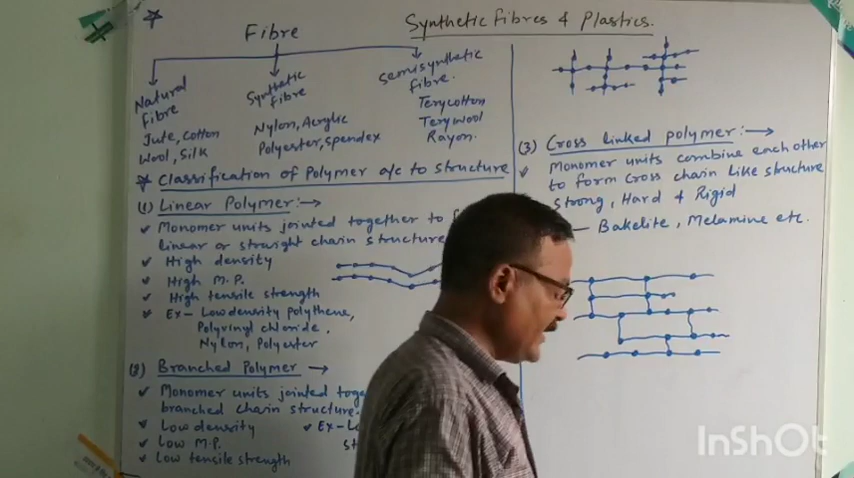 Synthetic Fibres & Plastics.
Fibre
Natural Fibre
Jute, Cotton
Wool, Silk
Synthetic Fibre
Nylon, Acrylic
Polyester, Spendex
Semisynthetic fibre.
Terycotton
Terywool
Rayon.
Classification of Polymer a/c to structure
(1) Linear Polymer:→
Monomer units jointed together to
linear or straight chain structure
High density
High M.P.
High tensile strength
Ex- Low density polythene,
Polyvinyl chloride,
Nylon, Polyester
(2) Branched Polymer →
Monomer units jointed
branched chain structure.
Low density
Ex-
Low M.P.
Low tensile strength
(3) Cross linked polymer:→
Monomer units combine each other
to form cross chain like structure
strong, Hard & Rigid
Bakelite, Melamine etc.
InShOt